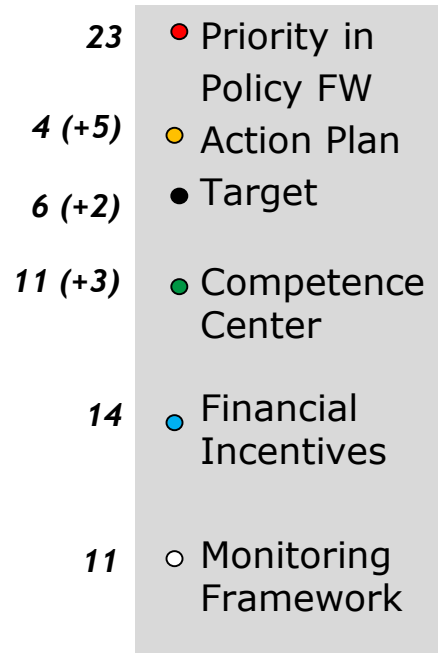 23 Priority in
Policy FW
4 (+5) Action Plan
6 (+2) Target
11 (+3) Competence
Center
14 Financial
Incentives
11 Monitoring
Framework